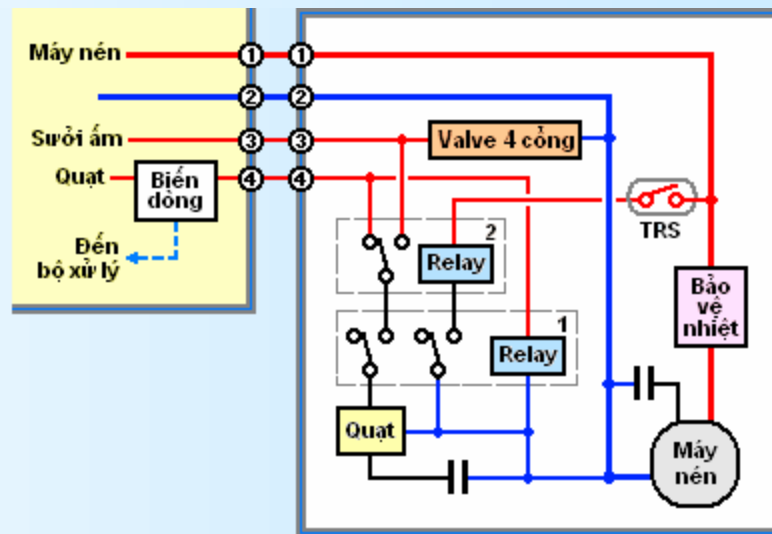 Máy nén
1
1
2
2
Sưởi ấm
3
3
Valve 4 cổng
Quạt
Biến
dòng
4
4
Đến
bộ xử lý
2
Relay
TRS
Bảo
vệ
nhiệt
1
Relay
Quạt
Máy
nén